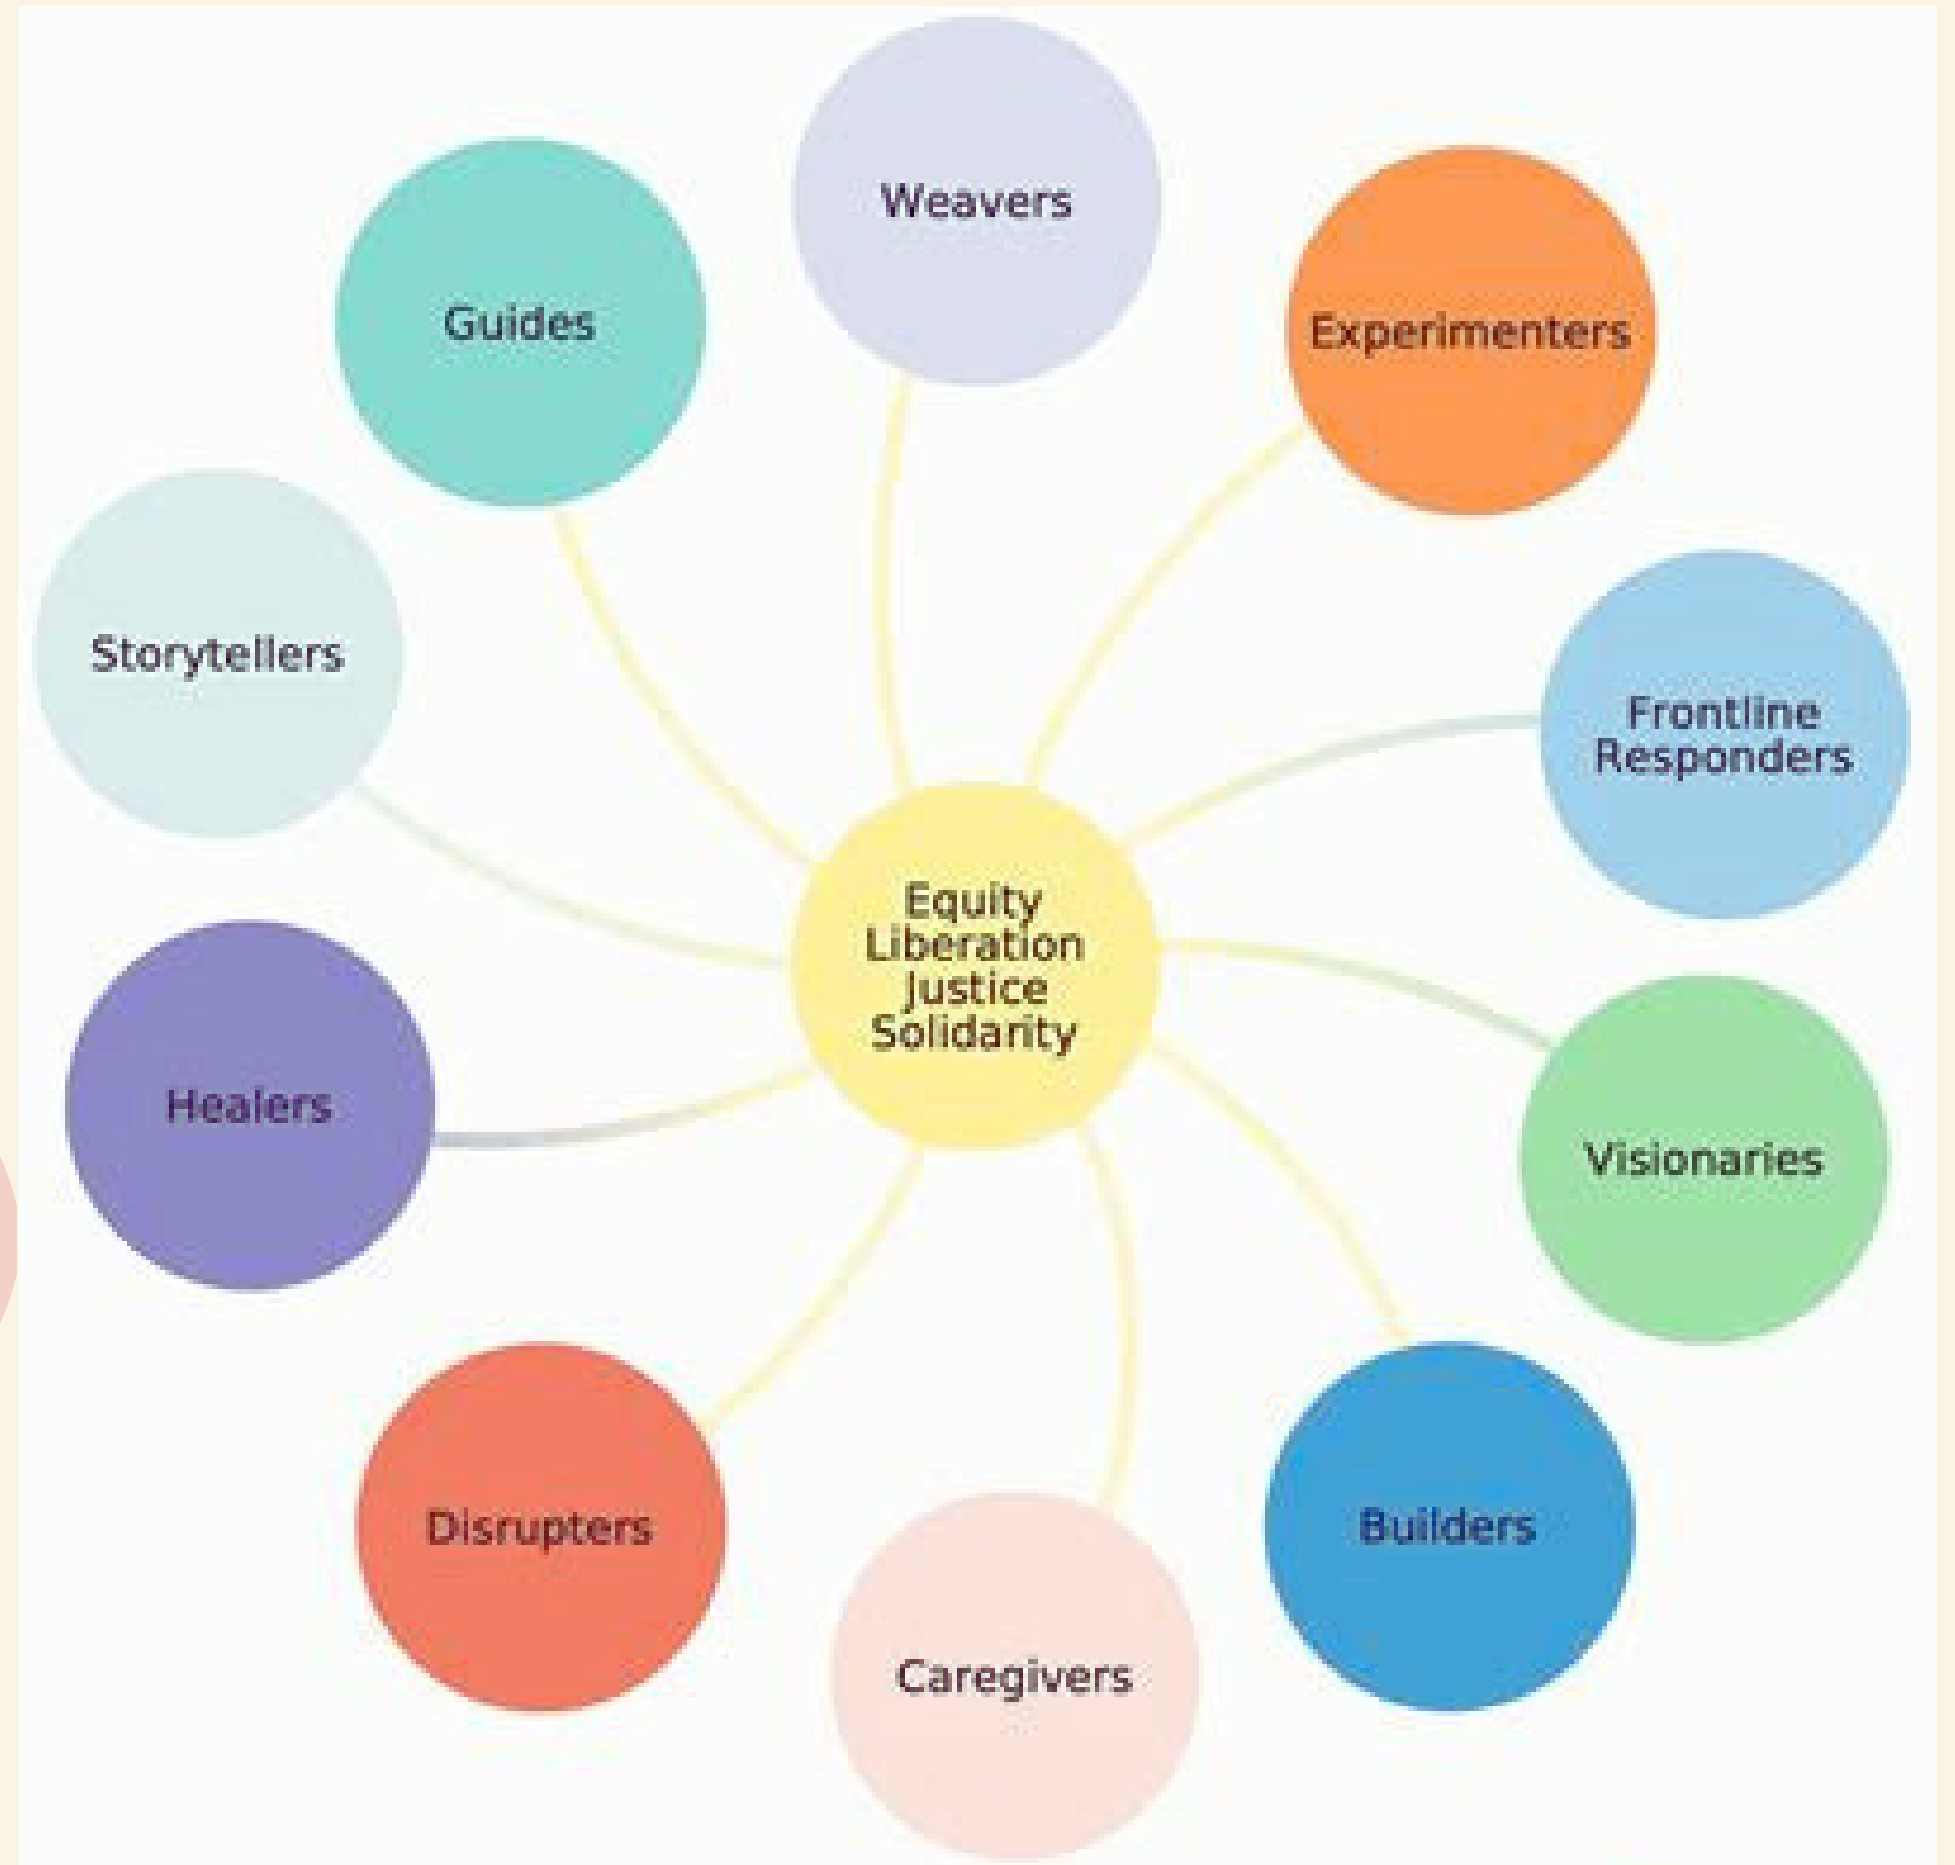 Weavers
Guides
Experimenters
Storytellers
Frontline
Responders
Equity
Liberation
Justice
Solidarity
Healers
Visionaries
Disrupters
Builders
Caregivers